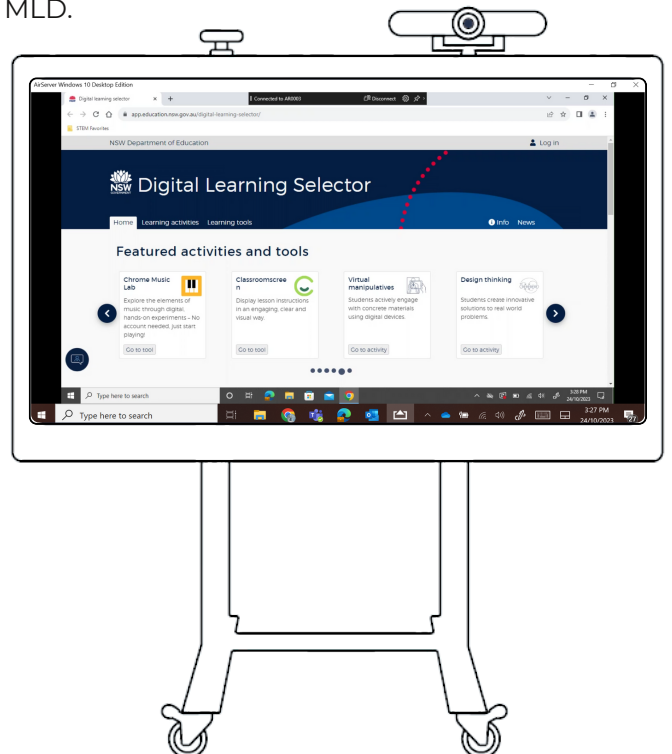 MLD.
AirServer Windows 10 Desktop Edition
Digital learning selector
Connected to AR0003 Disconnect
app.education.nsw.gov.au/digital-learning-selector/
STEM Favorites
NSW Department of Education Log in
NSW Digital Learning Selector
Home Learning activities Learning tools Info News
Featured activities and tools
Chrome Music
Lab
Explore the elements of
music through digital,
hands-on experiments – No
account needed. Just start
playing!
Go to tool
Classroomscree
n
Display lesson instructions
in an engaging, clear and
visual way.
Go to tool
Virtual
manipulatives
Students actively engage
with concrete materials
using digital devices.
Go to activity
Design thinking
Students create innovative
solutions to real world
problems.
Go to activity
Type here to search 3:28 PM
24/10/2023
Type here to search 3:27 PM
24/10/2023
27